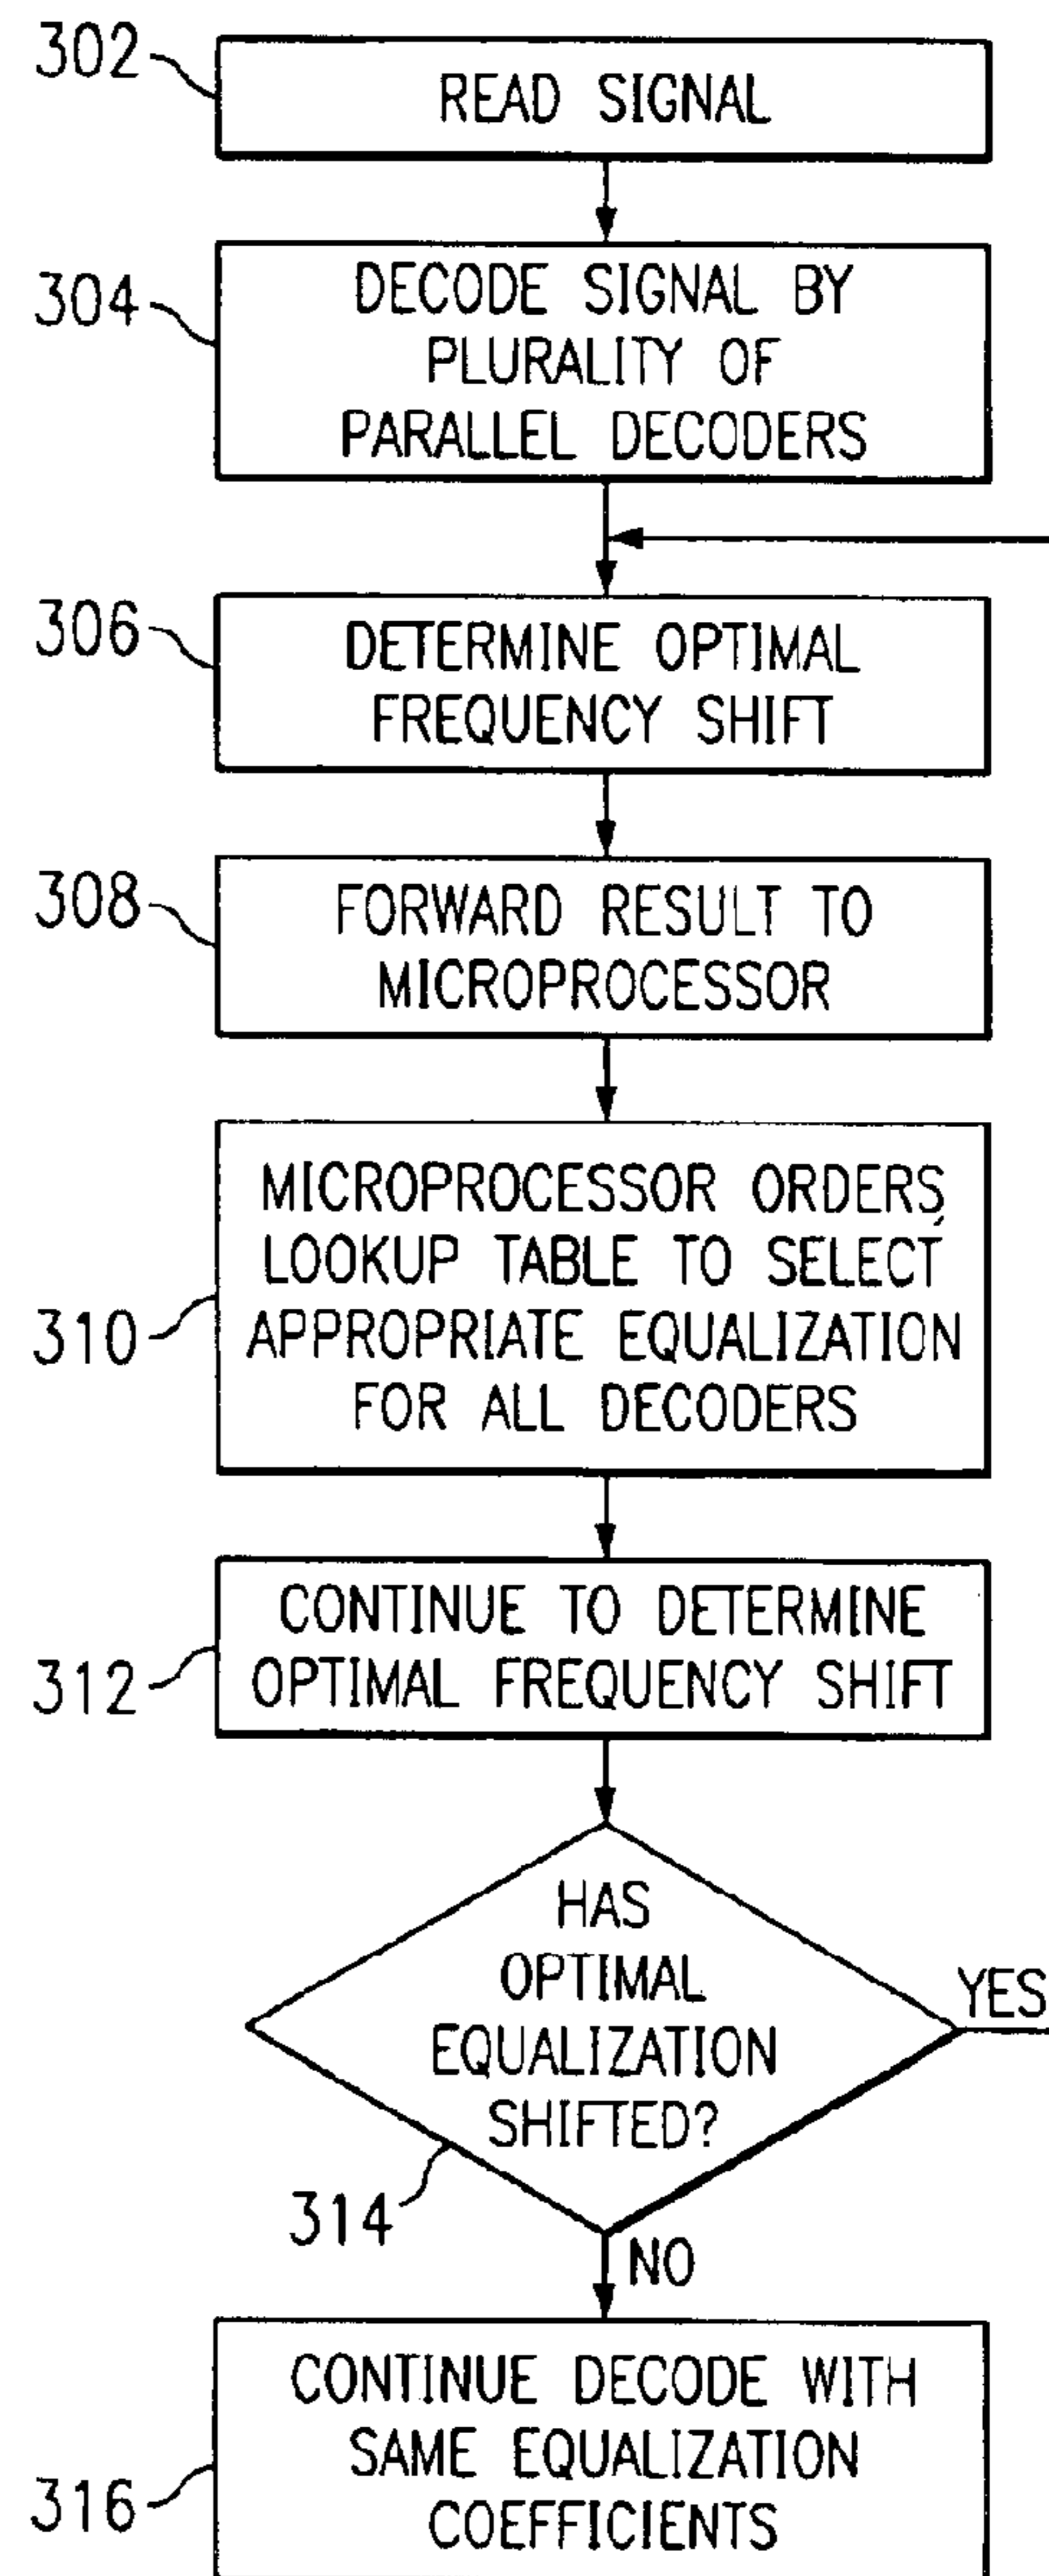 302
READ SIGNAL
304
DECODE SIGNAL BY
PLURALITY OF
PARALLEL DECODERS
306
DETERMINE OPTIMAL
FREQUENCY SHIFT
308
FORWARD RESULT TO
MICROPROCESSOR
310
MICROPROCESSOR ORDERS
LOOKUP TABLE TO SELECT
APPROPRIATE EQUALIZATION
FOR ALL DECODERS
312
CONTINUE TO DETERMINE
OPTIMAL FREQUENCY SHIFT
HAS
OPTIMAL
EQUALIZATION
SHIFTED?
YES
314
NO
316
CONTINUE DECODE WITH
SAME EQUALIZATION
COEFFICIENTS